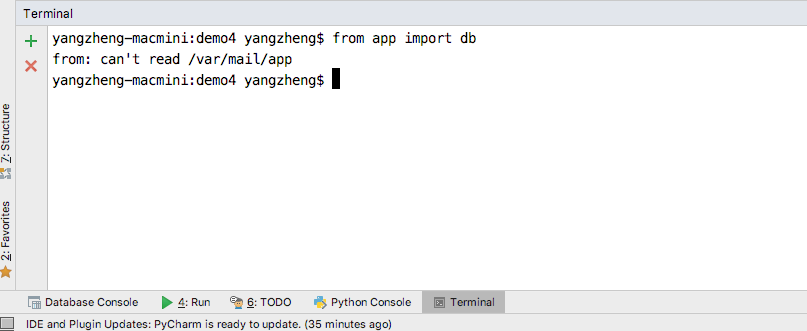 Terminal
yangzheng-macmini:demo4 yangzheng$ from app import db
from: can't read /var/mail/app
yangzheng-macmini:demo4 yangzheng$
7: Structure
2: Favorites
Database Console 4: Run 6: TODO Python Console Terminal
IDE and Plugin Updates: PyCharm is ready to update. (35 minutes ago)